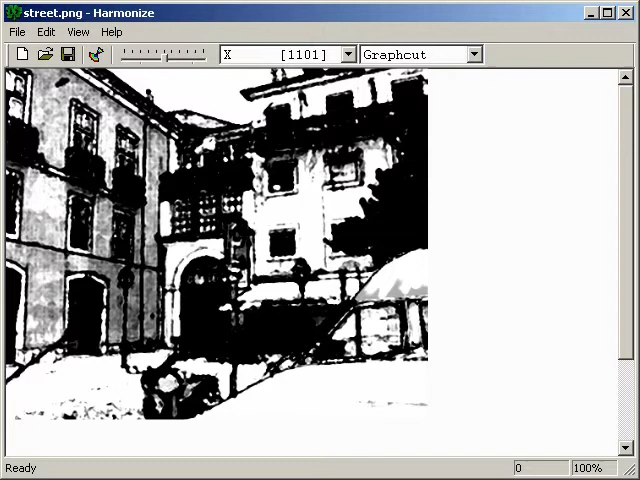 street.png - Harmonize
File Edit View Help
X [1101] Graphcut
Ready 0 100%